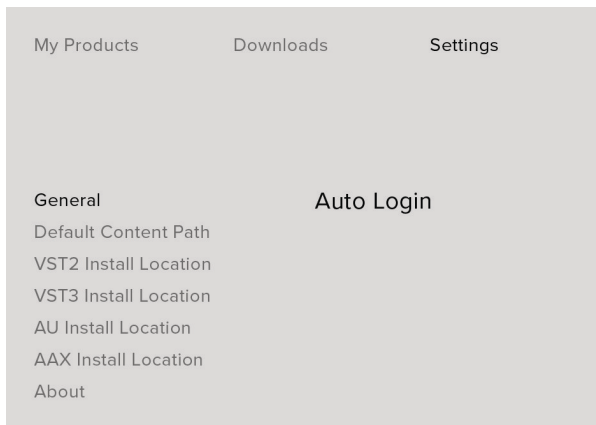 My Products Downloads Settings
General Auto Login
Default Content Path
VST2 Install Location
VST3 Install Location
AU Install Location
AAX Install Location
About